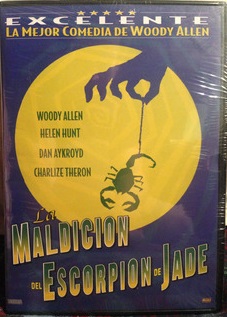 EXCELENTE
LA MEJOR COMEDIA DE WOODY ALLEN
WOODY ALLEN
HELEN HUNT
DAN AYKROYD
CHARLIZE THERON
La
MALDICION
DEL ESCORPION DE JADE